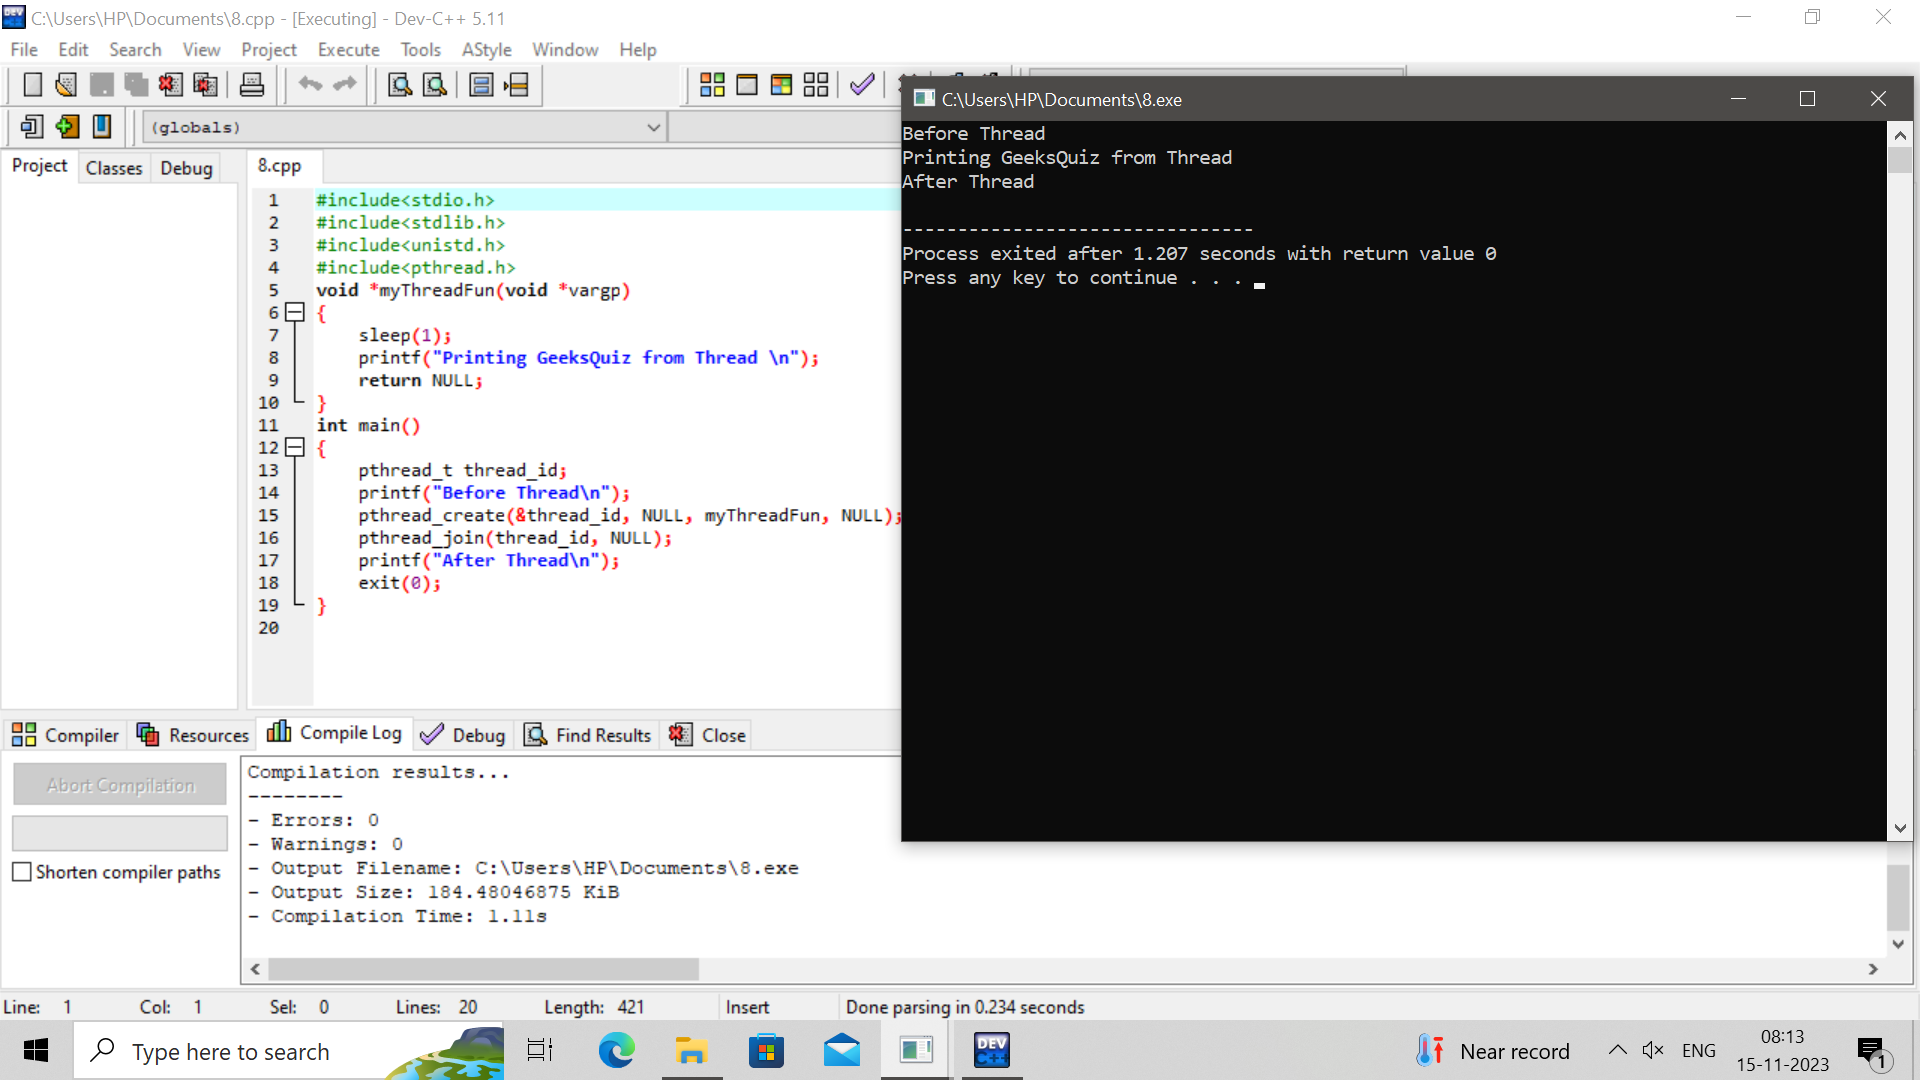 C:\Users\HP\Documents\8.cpp - [Executing] - Dev-C++ 5.11
File Edit Search View Project Execute Tools AStyle Window Help
(globals)
Project Classes Debug
8.cpp
1 #include<stdio.h>
2 #include<stdlib.h>
3 #include<unistd.h>
4 #include<pthread.h>
5 void *myThreadFun(void *vargp)
6 {
7 sleep(1);
8 printf("Printing GeeksQuiz from Thread \n");
9 return NULL;
10 }
11 int main()
12 {
13 pthread_t thread_id;
14 printf("Before Thread\n");
15 pthread_create(&thread_id, NULL, myThreadFun, NULL);
16 pthread_join(thread_id, NULL);
17 printf("After Thread\n");
18 exit(0);
19 }
20
C:\Users\HP\Documents\8.exe
Before Thread
Printing GeeksQuiz from Thread
After Thread
--------------------------------
Process exited after 1.207 seconds with return value 0
Press any key to continue . . .
Compiler Resources Compile Log Debug Find Results Close
Abort Compilation
Shorten compiler paths
Compilation results...
--------
- Errors: 0
- Warnings: 0
- Output Filename: C:\Users\HP\Documents\8.exe
- Output Size: 184.48046875 KiB
- Compilation Time: 1.11s
Line: 1 Col: 1 Sel: 0 Lines: 20 Length: 421 Insert Done parsing in 0.234 seconds
Type here to search
DEV C++
Near record
ENG
08:13
15-11-2023
1